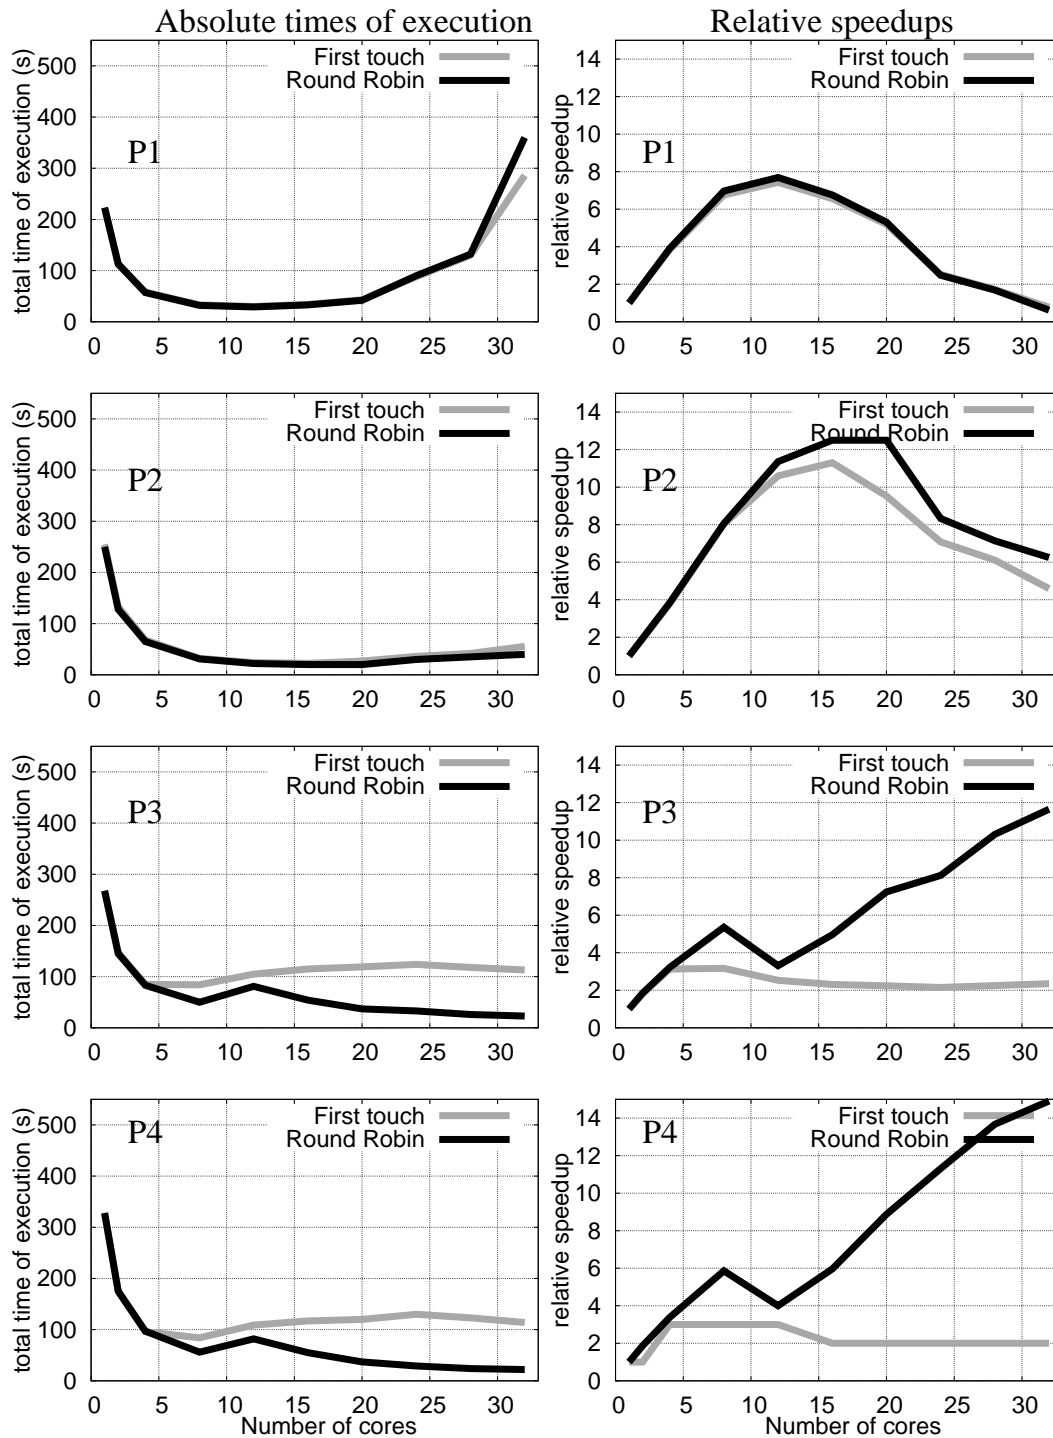 Absolute times of execution
Relative speedups
total time of execution (s)
500
400
300
200
100
0
First touch
Round Robin
P1
0 5 10 15 20 25 30
relative speedup
14
12
10
8
6
4
2
0
First touch
Round Robin
P1
0 5 10 15 20 25 30
total time of execution (s)
500
400
300
200
100
0
First touch
Round Robin
P2
0 5 10 15 20 25 30
relative speedup
14
12
10
8
6
4
2
0
First touch
Round Robin
P2
0 5 10 15 20 25 30
total time of execution (s)
500
400
300
200
100
0
First touch
Round Robin
P3
0 5 10 15 20 25 30
relative speedup
14
12
10
8
6
4
2
0
First touch
Round Robin
P3
0 5 10 15 20 25 30
total time of execution (s)
500
400
300
200
100
0
First touch
Round Robin
P4
0 5 10 15 20 25 30
Number of cores
relative speedup
14
12
10
8
6
4
2
0
First touch
Round Robin
P4
0 5 10 15 20 25 30
Number of cores